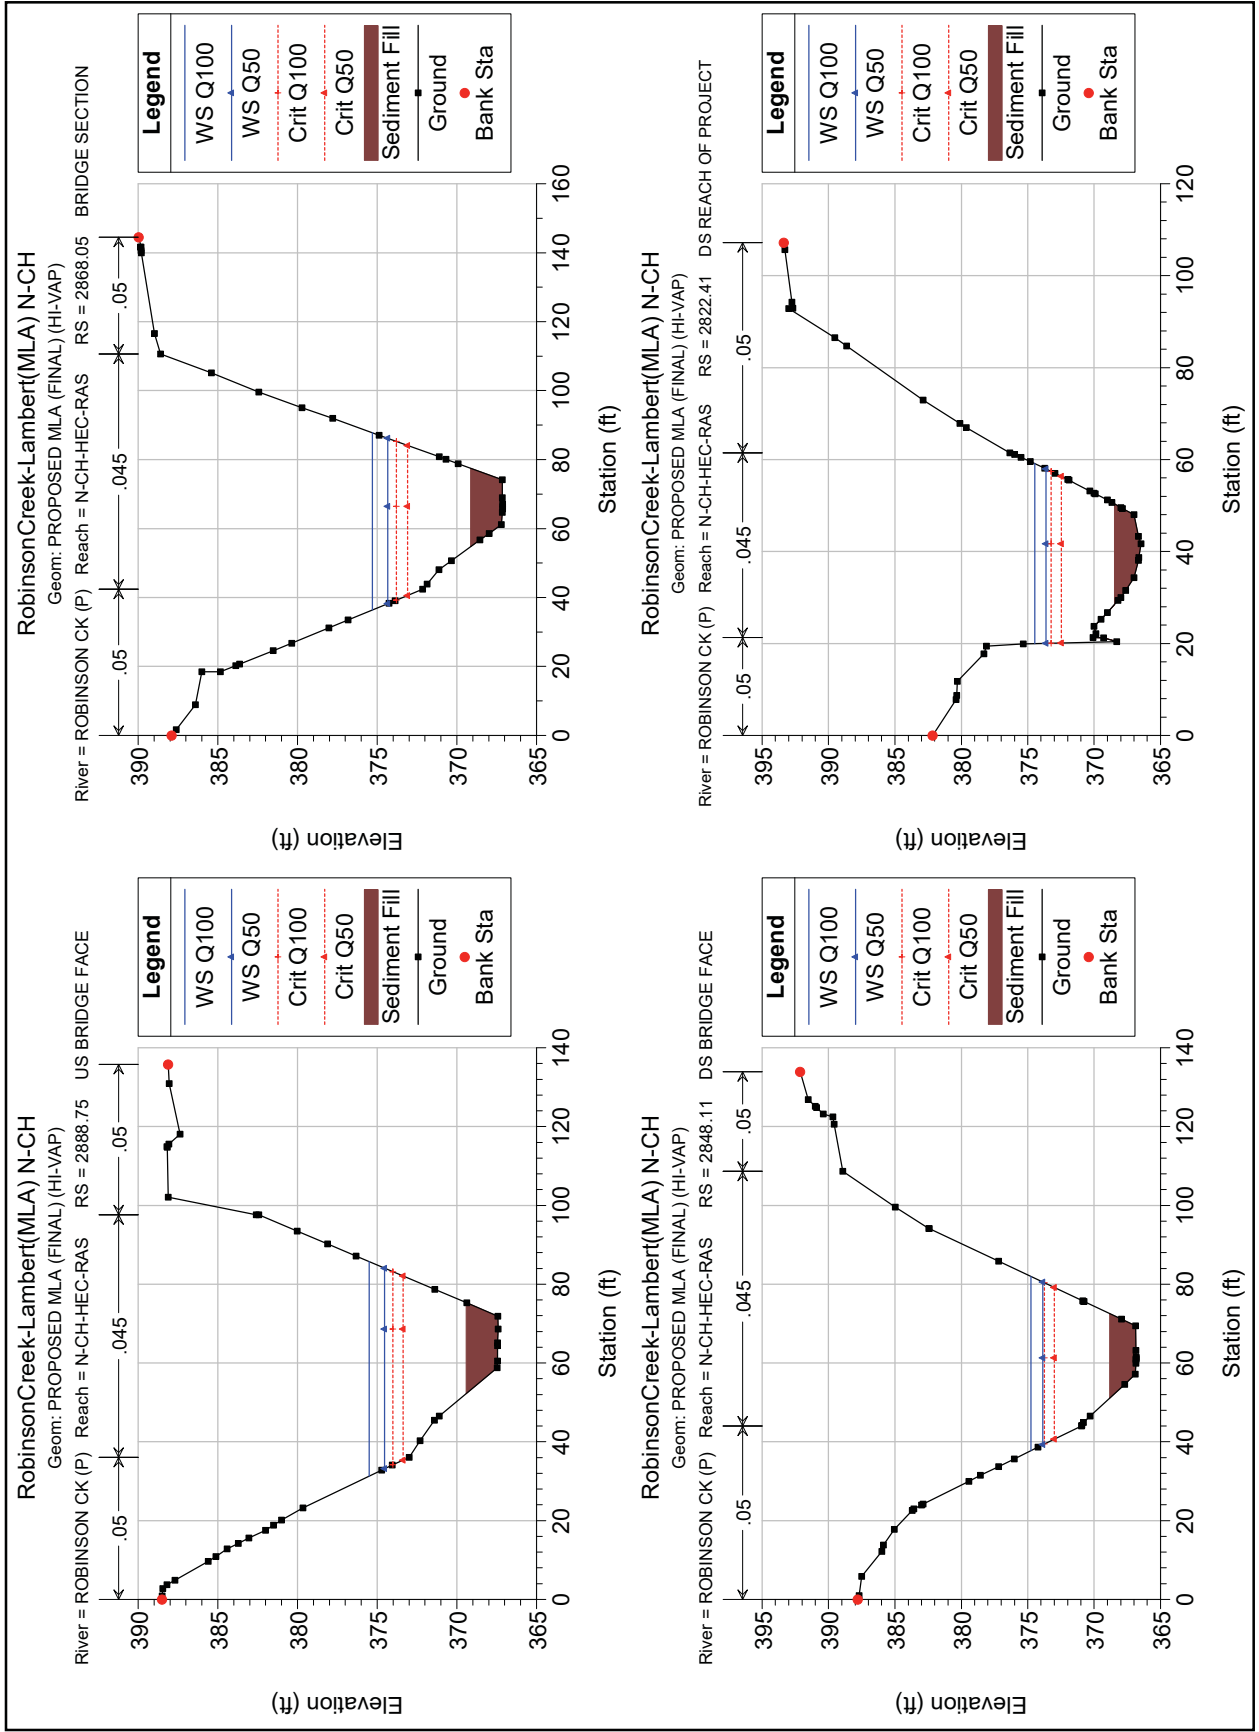 RobinsonCreek-Lambert(MLA) N-CH
Geom: PROPOSED MLA (FINAL) (HI-VAP)
River = ROBINSON CK (P) Reach = N-CH-HEC-RAS RS = 2888.75 US BRIDGE FACE
.05 .045 .05
390
385
380
375
370
365
0 20 40 60 80 100 120 140
Station (ft)
Elevation (ft)
Legend
WS Q100
WS Q50
Crit Q100
Crit Q50
Sediment Fill
Ground
Bank Sta
RobinsonCreek-Lambert(MLA) N-CH
Geom: PROPOSED MLA (FINAL) (HI-VAP)
River = ROBINSON CK (P) Reach = N-CH-HEC-RAS RS = 2868.05 BRIDGE SECTION
.05 .045 .05
390
385
380
375
370
365
0 20 40 60 80 100 120 140 160
Station (ft)
Elevation (ft)
Legend
WS Q100
WS Q50
Crit Q100
Crit Q50
Sediment Fill
Ground
Bank Sta
RobinsonCreek-Lambert(MLA) N-CH
Geom: PROPOSED MLA (FINAL) (HI-VAP)
River = ROBINSON CK (P) Reach = N-CH-HEC-RAS RS = 2848.11 DS BRIDGE FACE
.05 .045 .05
395
390
385
380
375
370
365
0 20 40 60 80 100 120 140
Station (ft)
Elevation (ft)
Legend
WS Q100
WS Q50
Crit Q100
Crit Q50
Sediment Fill
Ground
Bank Sta
RobinsonCreek-Lambert(MLA) N-CH
Geom: PROPOSED MLA (FINAL) (HI-VAP)
River = ROBINSON CK (P) Reach = N-CH-HEC-RAS RS = 2822.41 DS REACH OF PROJECT
.05 .045 .05
395
390
385
380
375
370
365
0 20 40 60 80 100 120
Station (ft)
Elevation (ft)
Legend
WS Q100
WS Q50
Crit Q100
Crit Q50
Sediment Fill
Ground
Bank Sta